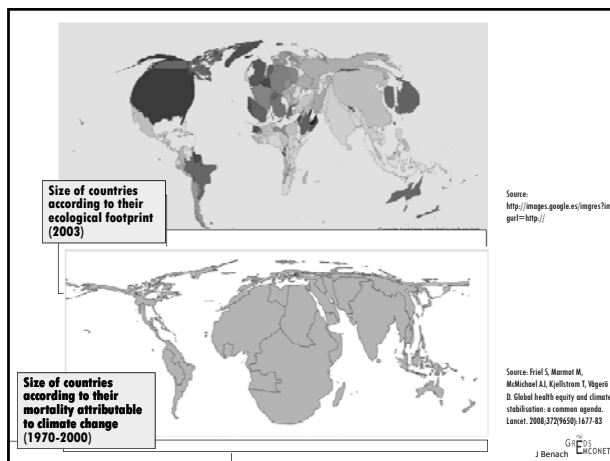 Size of countries
according to their
ecological footprint
(2003)
Source:
http://images.google.es/imgres?im
gurl=http://
Size of countries
according to their
mortality attributable
to climate change
(1970-2000)
Source: Friel S, Marmot M,
McMichael AJ, Kjellstrom T, Vågerö
D. Global health equity and climate
stabilisation: a common agenda.
Lancet. 2008;372(9650):1677-83
J Benach
GREDS
EMCONET